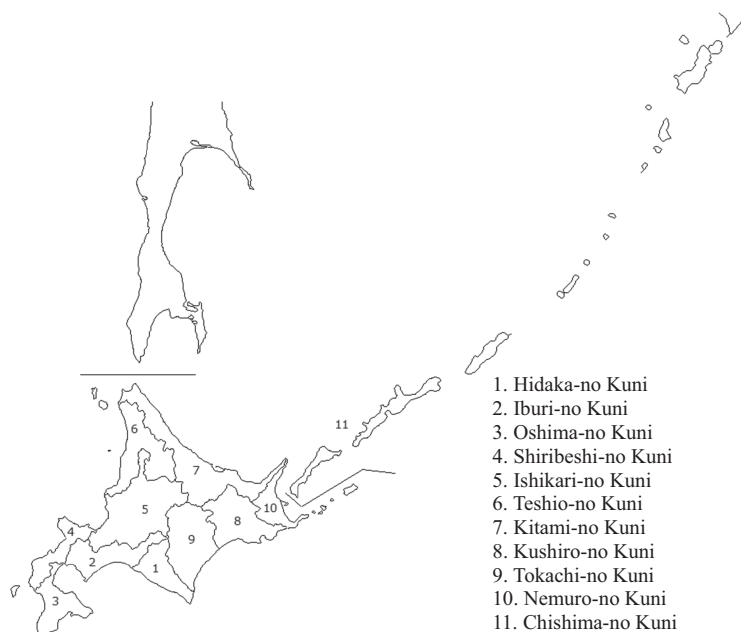 11
6
7
5
10
8
4
9
2
1
3
1. Hidaka-no Kuni
2. Iburi-no Kuni
3. Oshima-no Kuni
4. Shiribeshi-no Kuni
5. Ishikari-no Kuni
6. Teshio-no Kuni
7. Kitami-no Kuni
8. Kushiro-no Kuni
9. Tokachi-no Kuni
10. Nemuro-no Kuni
11. Chishima-no Kuni